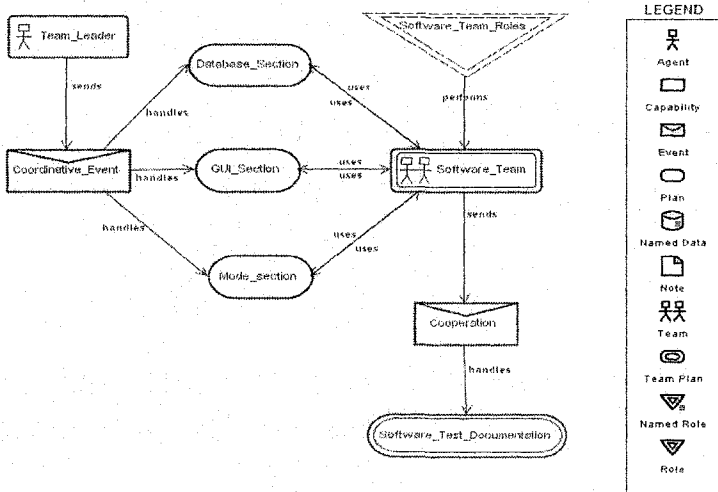 LEGEND
Team_Leader
Software_Team_Roles
Agent
Database_Section
sends
uses
uses
performs
Capability
handles
Event
Coordinative_Event
handles
GUI_Section
uses
uses
Software_Team
Plan
handles
uses
uses
sends
Named Data
Mode_section
Note
Cooperation
Team
handles
Team Plan
Software_Test_Documentation
Named Role
Role